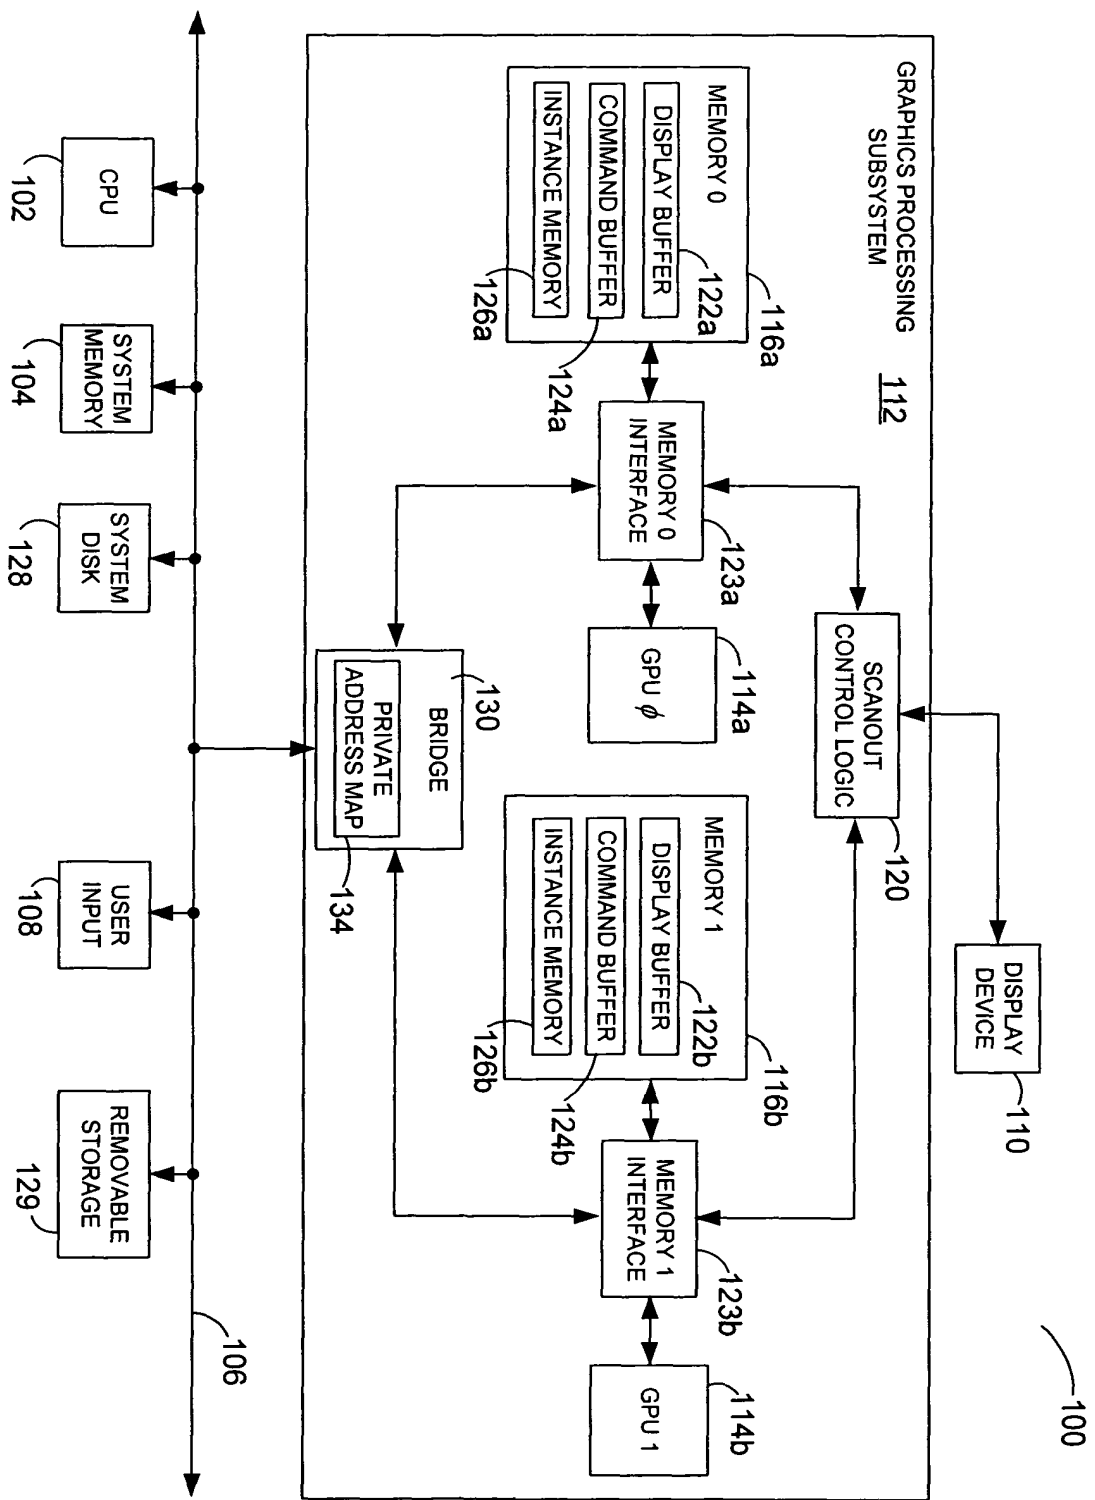 100
DISPLAY
DEVICE
110
GRAPHICS PROCESSING
SUBSYSTEM
112
SCANOUT
CONTROL LOGIC
120
MEMORY 0
116a
DISPLAY BUFFER
122a
COMMAND BUFFER
124a
INSTANCE MEMORY
126a
MEMORY 0
INTERFACE
123a
GPU ϕ
114a
MEMORY 1
116b
DISPLAY BUFFER
122b
COMMAND BUFFER
124b
INSTANCE MEMORY
126b
MEMORY 1
INTERFACE
123b
GPU 1
114b
130
BRIDGE
PRIVATE
ADDRESS MAP
134
106
CPU
102
SYSTEM
MEMORY
104
SYSTEM
DISK
128
USER
INPUT
108
REMOVABLE
STORAGE
129